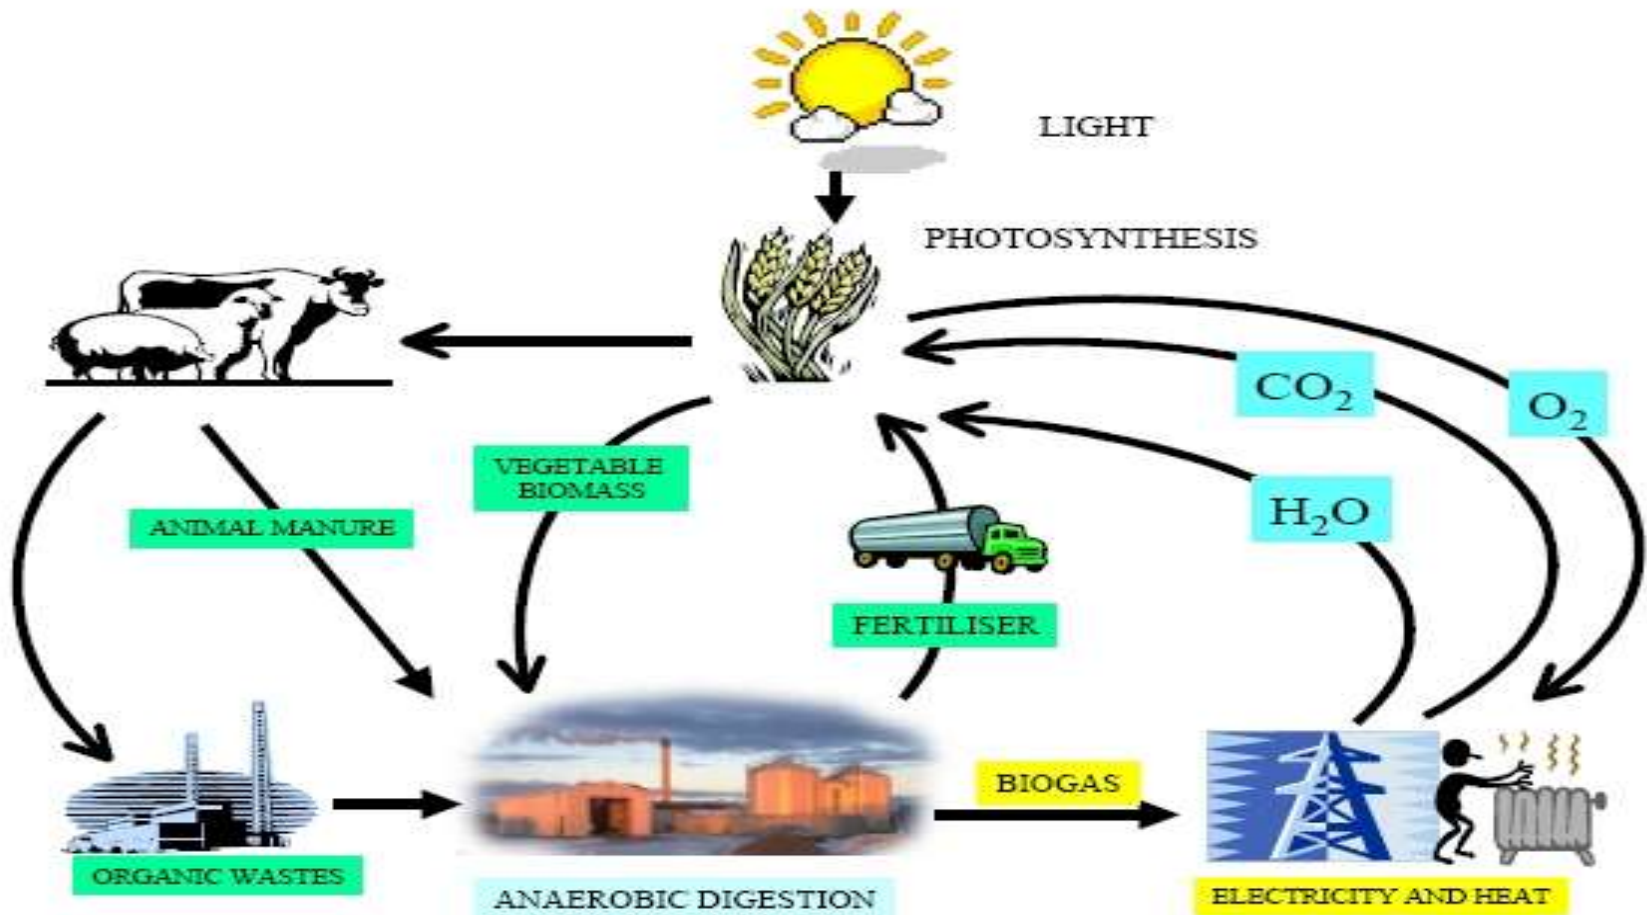 LIGHT
PHOTOSYNTHESIS
CO₂
O₂
VEGETABLE
BIOMASS
H₂O
ANIMAL MANURE
FERTILISER
BIOGAS
ORGANIC WASTES
ANAEROBIC DIGESTION
ELECTRICITY AND HEAT